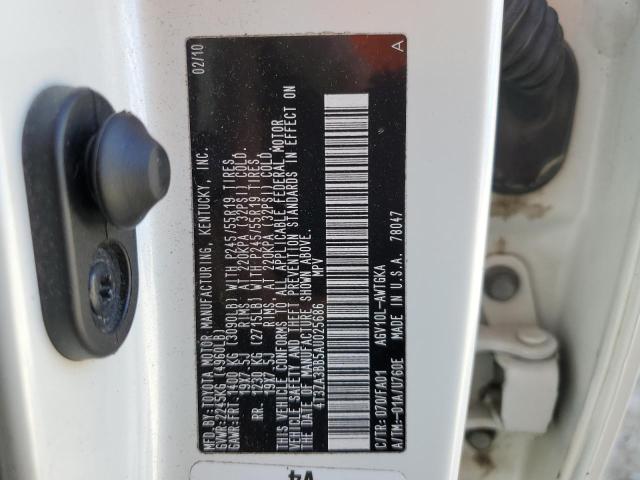 MFD.BY:TOYOTA MOTOR MANUFACTURING, KENTUCKY, INC. 02/10
GVWR:2245KG (4960LB)
GAWR:FRT. 1400 KG (3090LB) WITH P245/55R19 TIRES.
19X7.5J RIMS. AT 220KPA (32PSI) COLD.
RR. 1230 KG (2715LB) WITH P245/55R19 TIRES.
19X7.5J RIMS. AT 220KPA (32PSI) COLD.
THIS VEHICLE CONFORMS TO ALL APPLICABLE FEDERAL MOTOR
VEHICLE SAFETY AND THEFT PREVENTION STANDARDS IN EFFECT ON
THE DATE OF MANUFACTURE SHOWN ABOVE.
4T3ZA3BB5AU025686 MPV
C/TR:070/FA01 AGV10L-AWTGKA
A/TM:-01A/U760E MADE IN U.S.A. 78047
A
V4